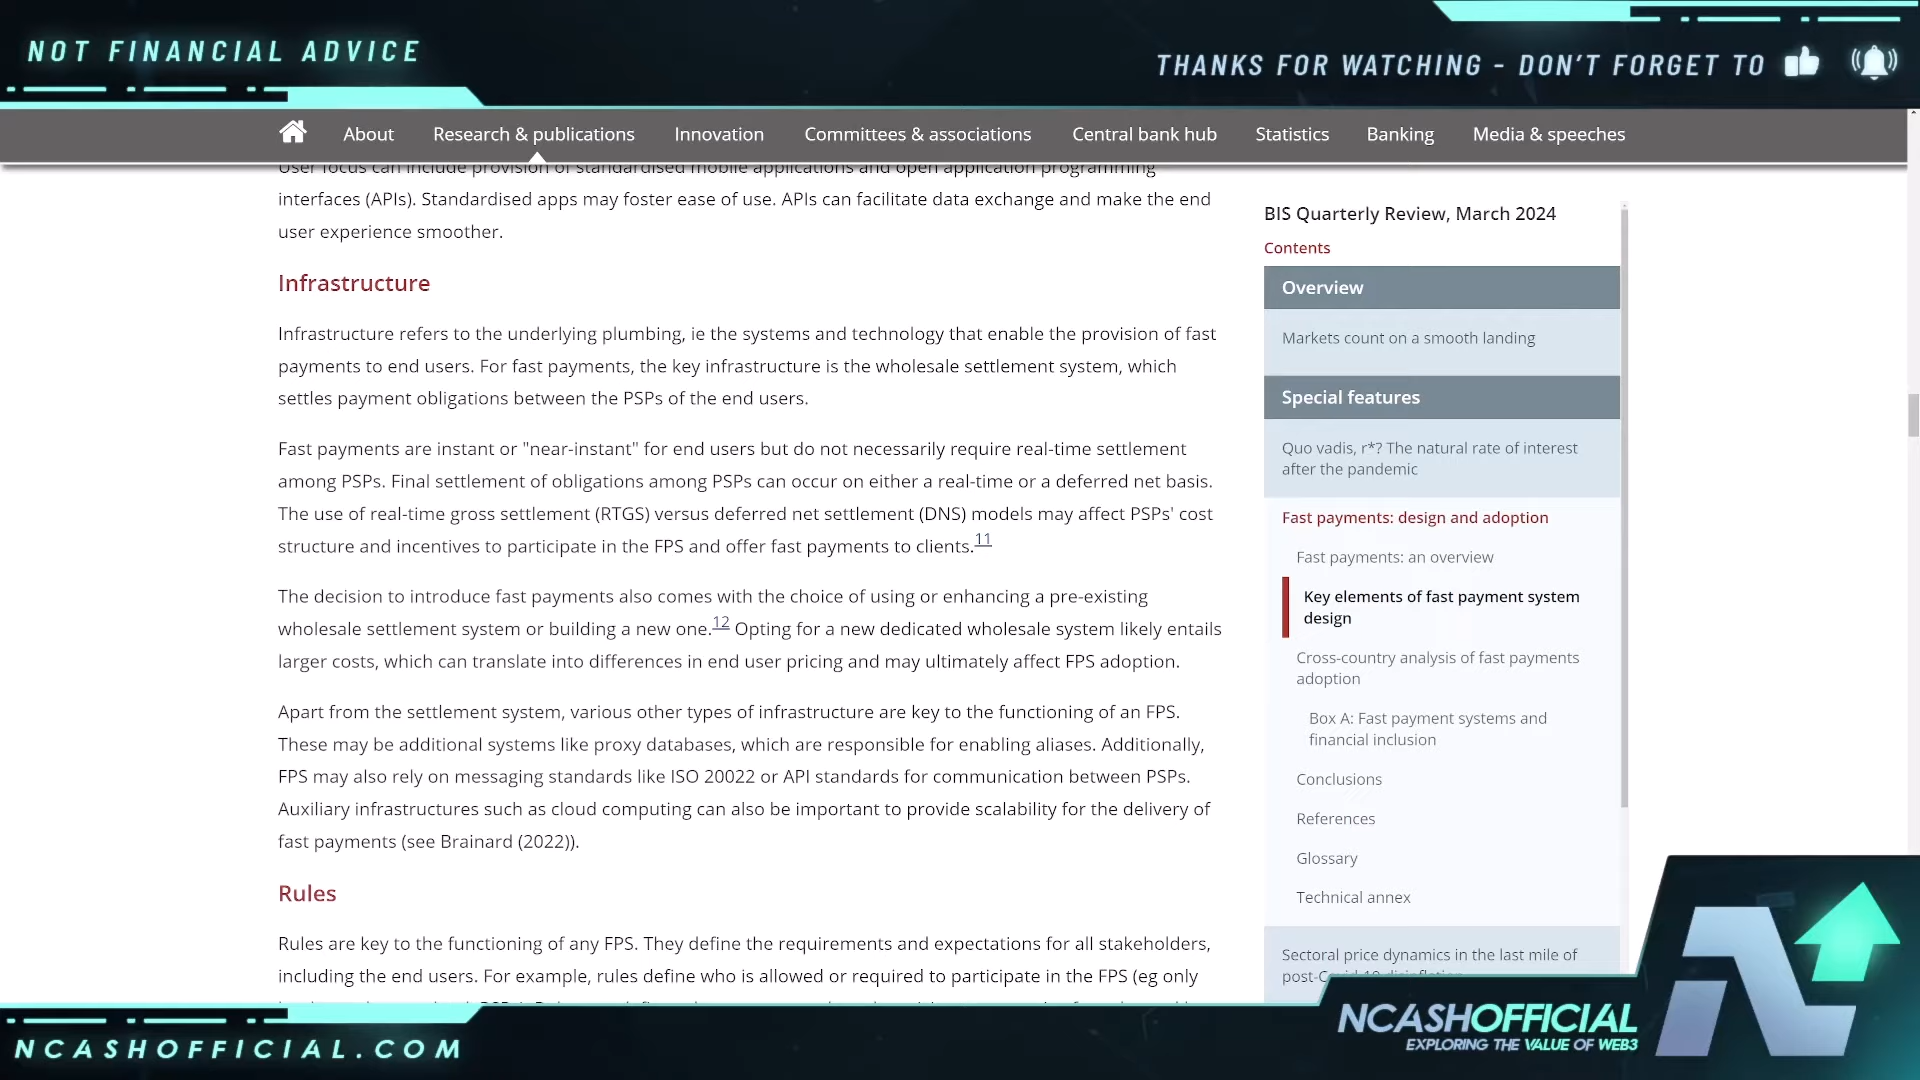 NOT FINANCIAL ADVICE
THANKS FOR WATCHING - DON'T FORGET TO
About Research & publications Innovation Committees & associations Central bank hub Statistics Banking Media & speeches
User focus can include provision of standardised mobile applications and open application programming
interfaces (APIs). Standardised apps may foster ease of use. APIs can facilitate data exchange and make the end
user experience smoother.
Infrastructure
Infrastructure refers to the underlying plumbing, ie the systems and technology that enable the provision of fast
payments to end users. For fast payments, the key infrastructure is the wholesale settlement system, which
settles payment obligations between the PSPs of the end users.
Fast payments are instant or "near-instant" for end users but do not necessarily require real-time settlement
among PSPs. Final settlement of obligations among PSPs can occur on either a real-time or a deferred net basis.
The use of real-time gross settlement (RTGS) versus deferred net settlement (DNS) models may affect PSPs' cost
structure and incentives to participate in the FPS and offer fast payments to clients.11
The decision to introduce fast payments also comes with the choice of using or enhancing a pre-existing
wholesale settlement system or building a new one.12 Opting for a new dedicated wholesale system likely entails
larger costs, which can translate into differences in end user pricing and may ultimately affect FPS adoption.
Apart from the settlement system, various other types of infrastructure are key to the functioning of an FPS.
These may be additional systems like proxy databases, which are responsible for enabling aliases. Additionally,
FPS may also rely on messaging standards like ISO 20022 or API standards for communication between PSPs.
Auxiliary infrastructures such as cloud computing can also be important to provide scalability for the delivery of
fast payments (see Brainard (2022)).
Rules
Rules are key to the functioning of any FPS. They define the requirements and expectations for all stakeholders,
including the end users. For example, rules define who is allowed or required to participate in the FPS (eg only
BIS Quarterly Review, March 2024
Contents
Overview
Markets count on a smooth landing
Special features
Quo vadis, r*? The natural rate of interest
after the pandemic
Fast payments: design and adoption
Fast payments: an overview
Key elements of fast payment system
design
Cross-country analysis of fast payments
adoption
Box A: Fast payment systems and
financial inclusion
Conclusions
References
Glossary
Technical annex
Sectoral price dynamics in the last mile of
NCASHOFFICIAL.COM
NCASHOFFICIAL
EXPLORING THE VALUE OF WEB3